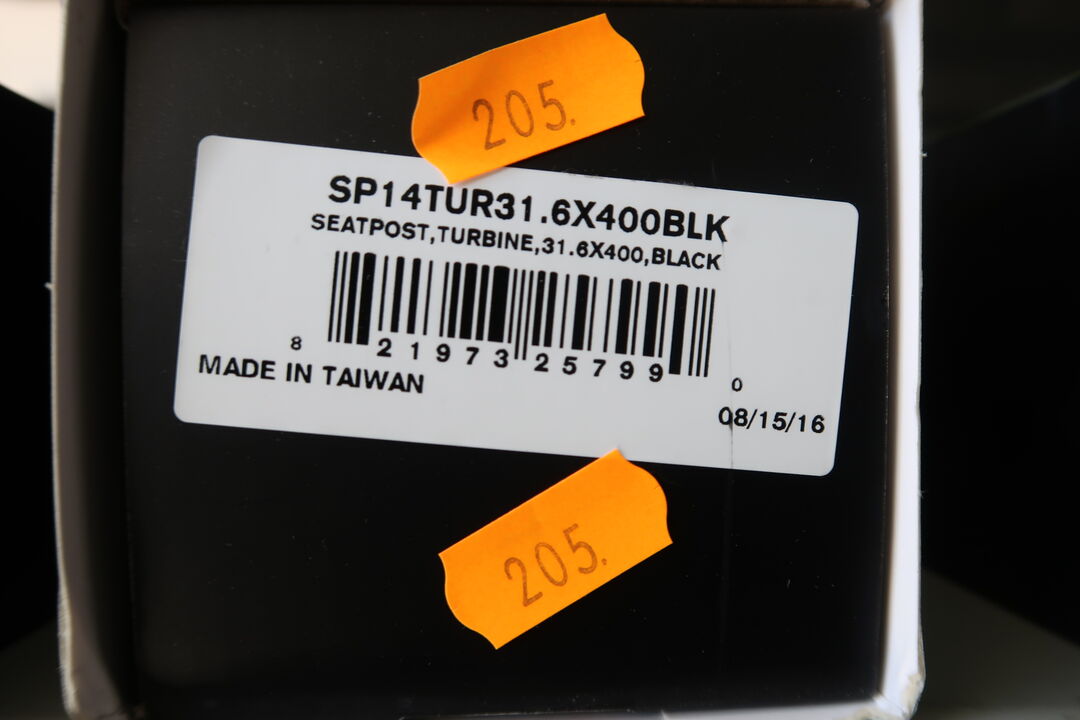 205.
SP14TUR31.6X400BLK
SEATPOST,TURBINE,31.6X400,BLACK
8 21973 25799 0
MADE IN TAIWAN
08/15/16
205.